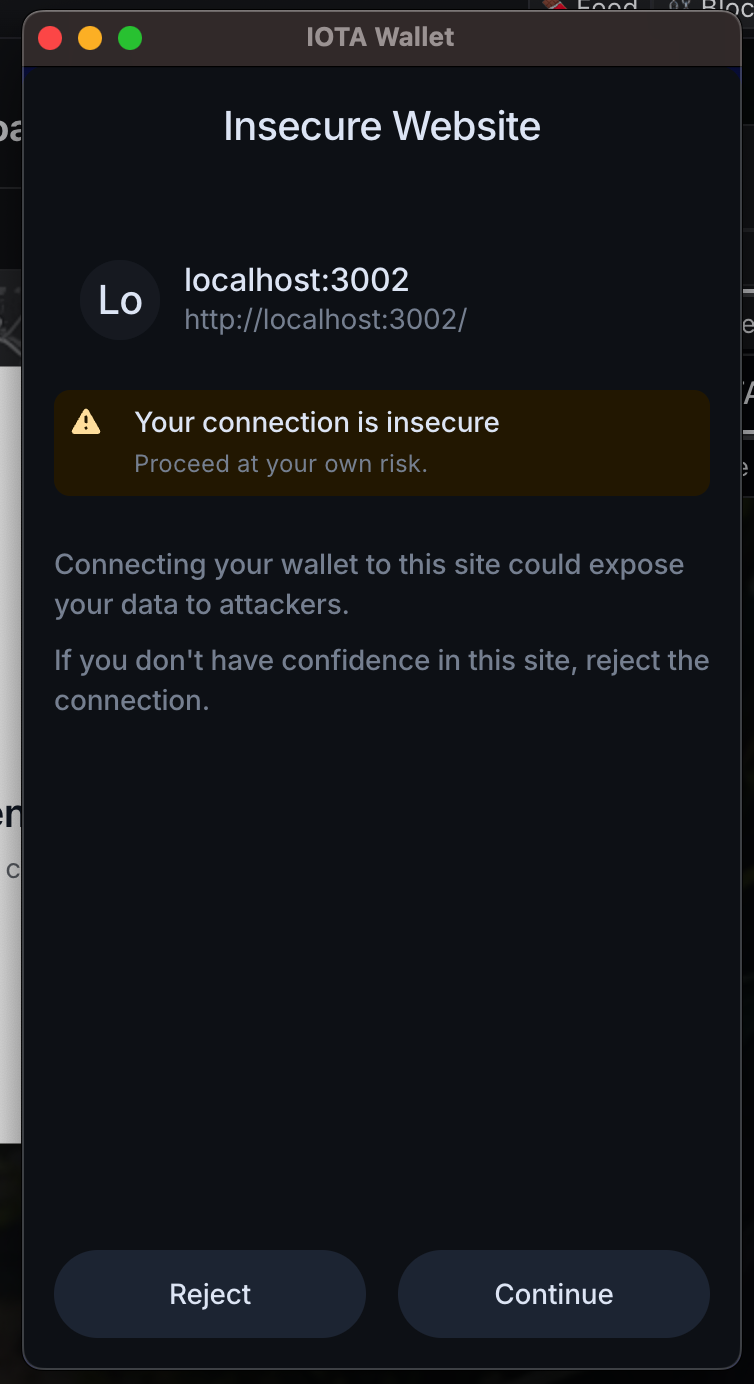 Food
IOTA Wallet
Insecure Website
Lo
localhost:3002
http://localhost:3002/
Your connection is insecure
Proceed at your own risk.
Connecting your wallet to this site could expose
your data to attackers.
If you don't have confidence in this site, reject the
connection.
Reject
Continue